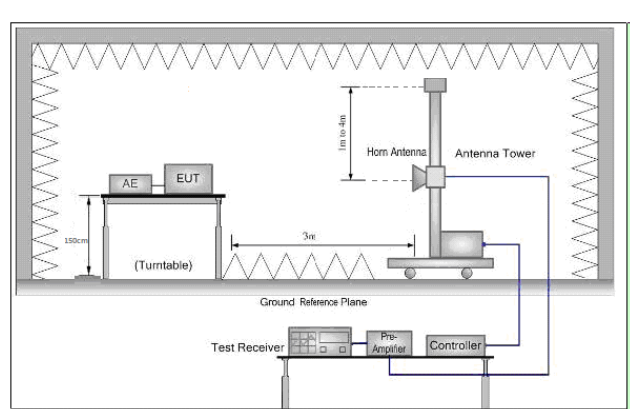 1m to 4m
Horn Antenna
Antenna Tower
AE
EUT
150cm
3m
(Turntable)
Ground Reference Plane
Test Receiver
Pre-
Amplifier
Controller